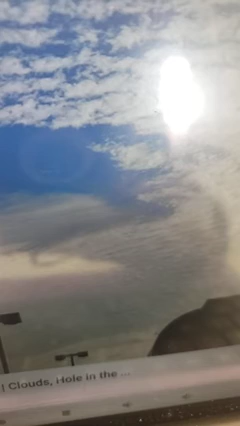 | Clouds, Hole in the ...